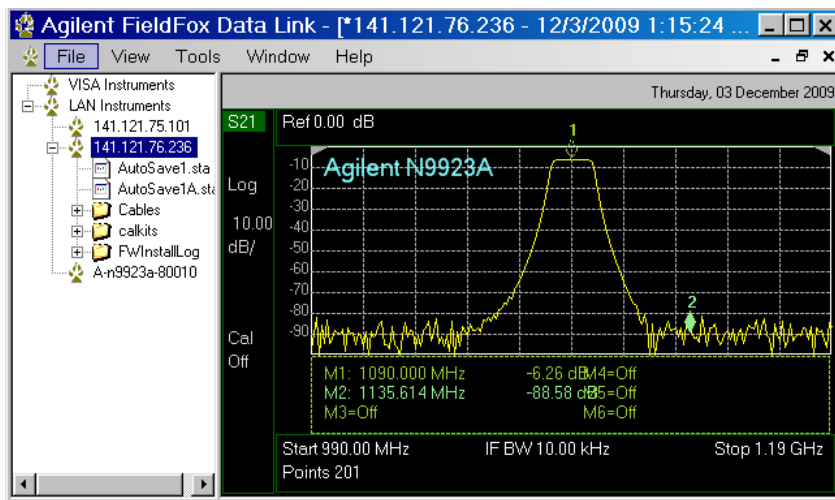 Agilent FieldFox Data Link - [*141.121.76.236 - 12/3/2009 1:15:24 ...
File View Tools Window Help
VISA Instruments
LAN Instruments
141.121.75.101
141.121.76.236
AutoSave1.sta
AutoSave1A.sta
Cables
calkits
FWInstallLog
A-n9923a-80010
Thursday, 03 December 2009
S21 Ref 0.00 dB
1
Agilent N9923A
-10
-20
-30
-40
-50
-60
-70
-80
-90
Log
10.00
dB/
Cal
Off
2
M1: 1090.000 MHz -6.26 dB M4=Off
M2: 1135.614 MHz -88.58 dB M5=Off
M3=Off M6=Off
Start 990.00 MHz IF BW 10.00 kHz Stop 1.19 GHz
Points 201